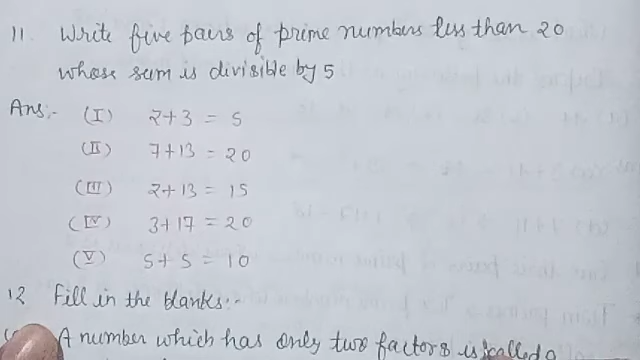 11. Write five pairs of prime numbers less than 20
whose sum is divisible by 5
Ans:- (I) 2+3 = 5
(II) 7+13 = 20
(III) 2+13 = 15
(IV) 3+17 = 20
(V) 5+5 = 10
12 Fill in the blanks:-
A number which has only two factors is called a